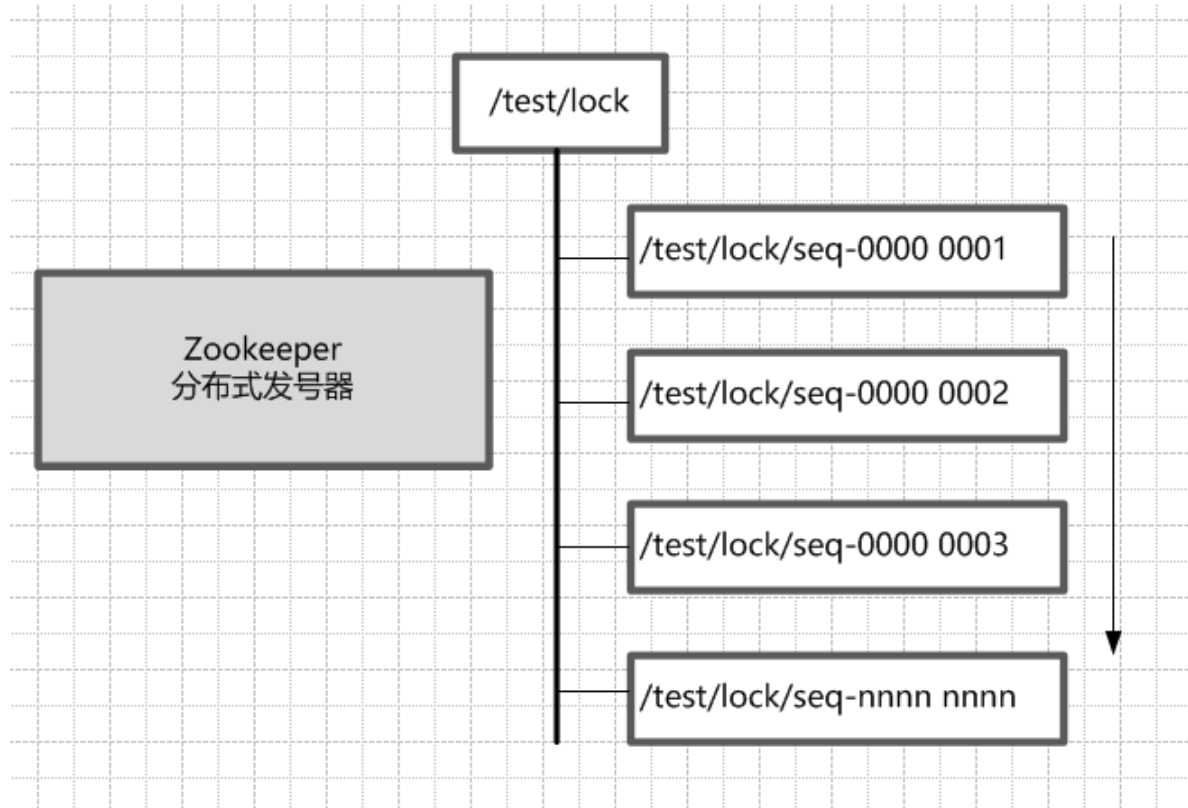 /test/lock
/test/lock/seq-0000 0001
Zookeeper
分布式发号器
/test/lock/seq-0000 0002
/test/lock/seq-0000 0003
/test/lock/seq-nnnn nnnn